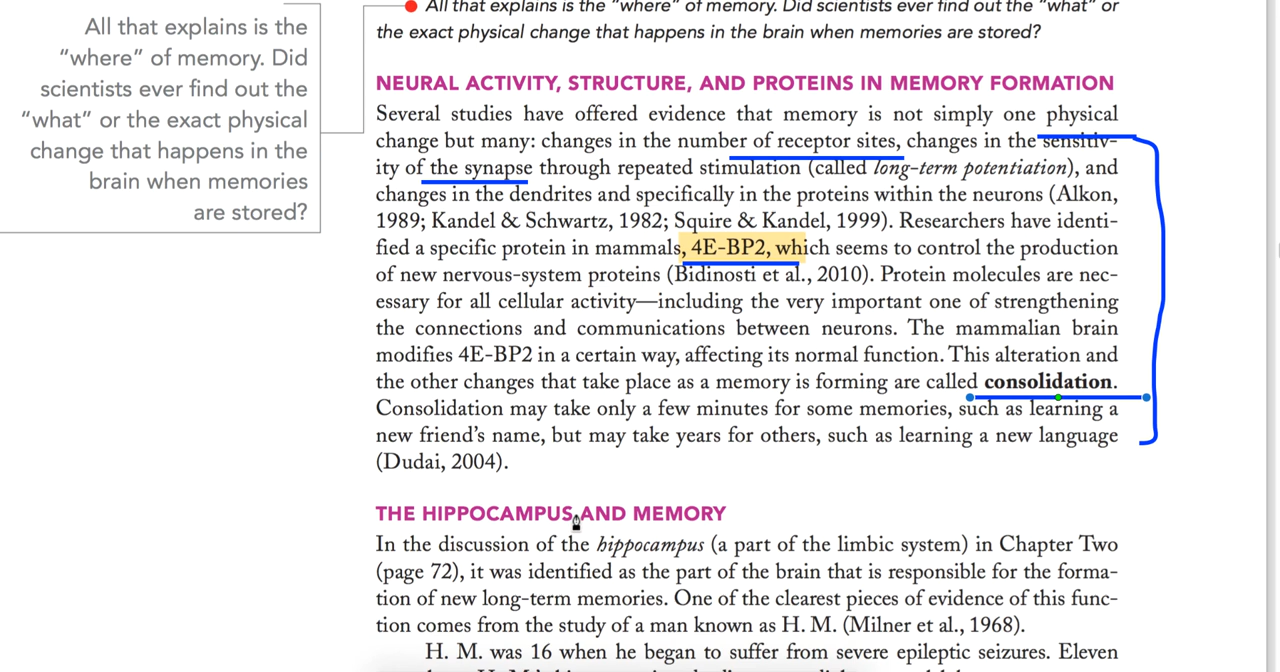 All that explains is the
“where” of memory. Did
scientists ever find out the
“what” or the exact physical
change that happens in the
brain when memories
are stored?
All that explains is the “where” of memory. Did scientists ever find out the “what” or
the exact physical change that happens in the brain when memories are stored?
NEURAL ACTIVITY, STRUCTURE, AND PROTEINS IN MEMORY FORMATION
Several studies have offered evidence that memory is not simply one physical
change but many: changes in the number of receptor sites, changes in the sensitiv-
ity of the synapse through repeated stimulation (called long-term potentiation), and
changes in the dendrites and specifically in the proteins within the neurons (Alkon,
1989; Kandel & Schwartz, 1982; Squire & Kandel, 1999). Researchers have identi-
fied a specific protein in mammals, 4E-BP2, which seems to control the production
of new nervous-system proteins (Bidinosti et al., 2010). Protein molecules are nec-
essary for all cellular activity—including the very important one of strengthening
the connections and communications between neurons. The mammalian brain
modifies 4E-BP2 in a certain way, affecting its normal function. This alteration and
the other changes that take place as a memory is forming are called consolidation.
Consolidation may take only a few minutes for some memories, such as learning a
new friend’s name, but may take years for others, such as learning a new language
(Dudai, 2004).
THE HIPPOCAMPUS AND MEMORY
In the discussion of the hippocampus (a part of the limbic system) in Chapter Two
(page 72), it was identified as the part of the brain that is responsible for the forma-
tion of new long-term memories. One of the clearest pieces of evidence of this func-
tion comes from the study of a man known as H. M. (Milner et al., 1968).
H. M. was 16 when he began to suffer from severe epileptic seizures. Eleven